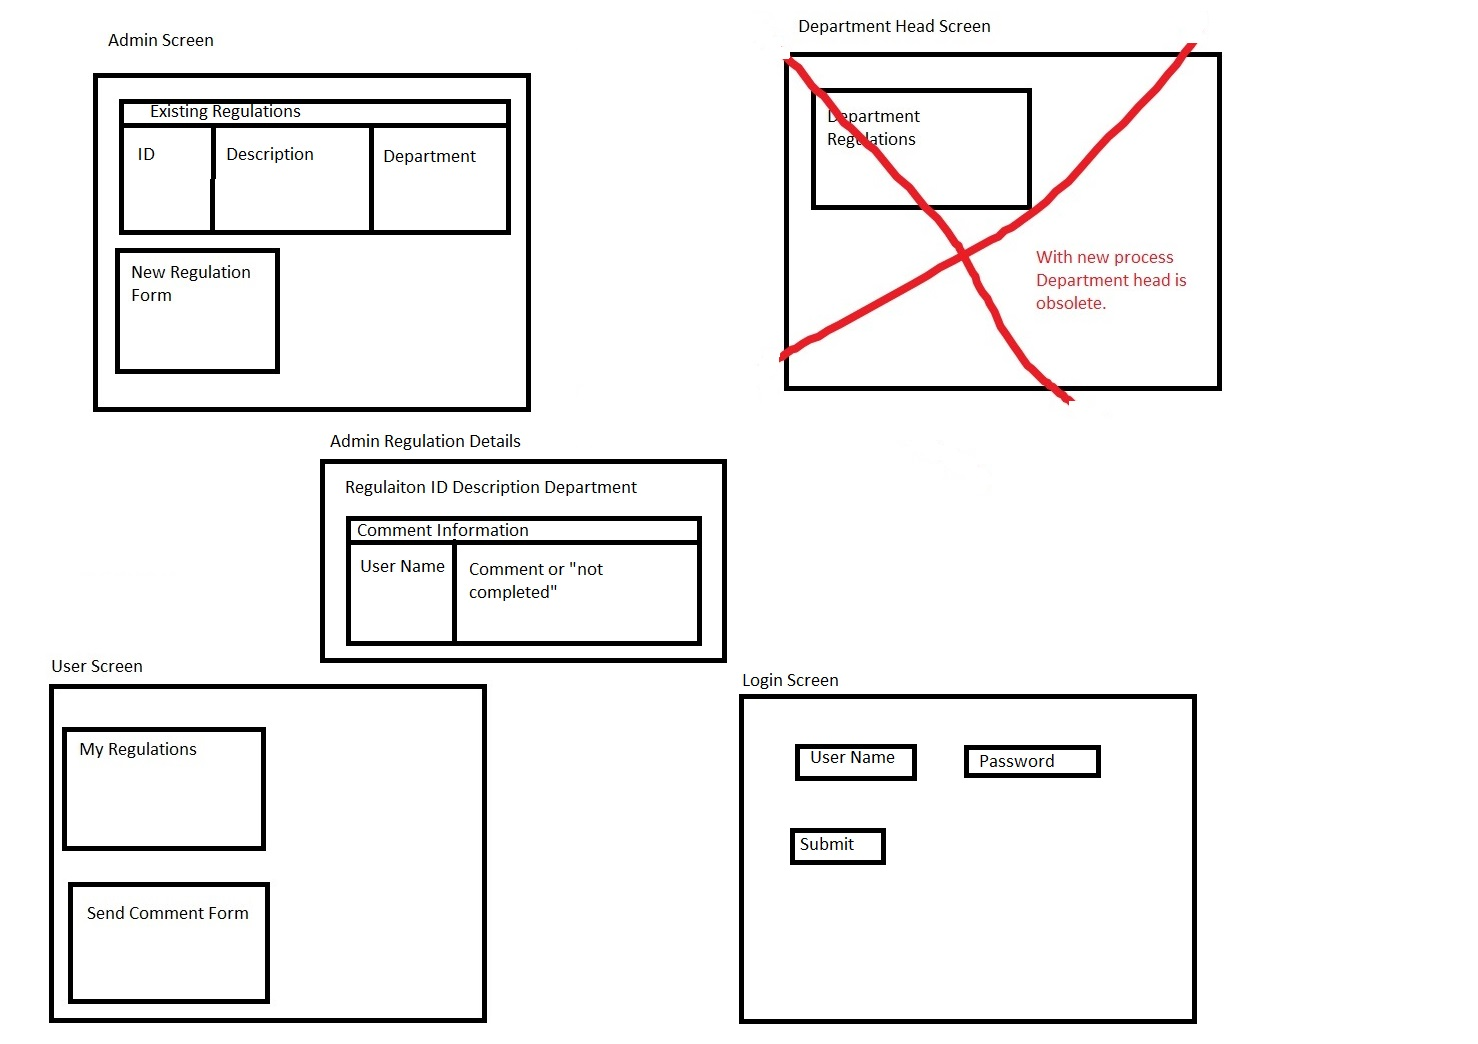 Admin Screen
Existing Regulations
ID
Description
Department
New Regulation
Form
Department Head Screen
Department
Regulations
With new process
Department head is
obsolete.
Admin Regulation Details
Regulaiton ID Description Department
Comment Information
User Name
Comment or "not
completed"
User Screen
My Regulations
Send Comment Form
Login Screen
User Name
Password
Submit